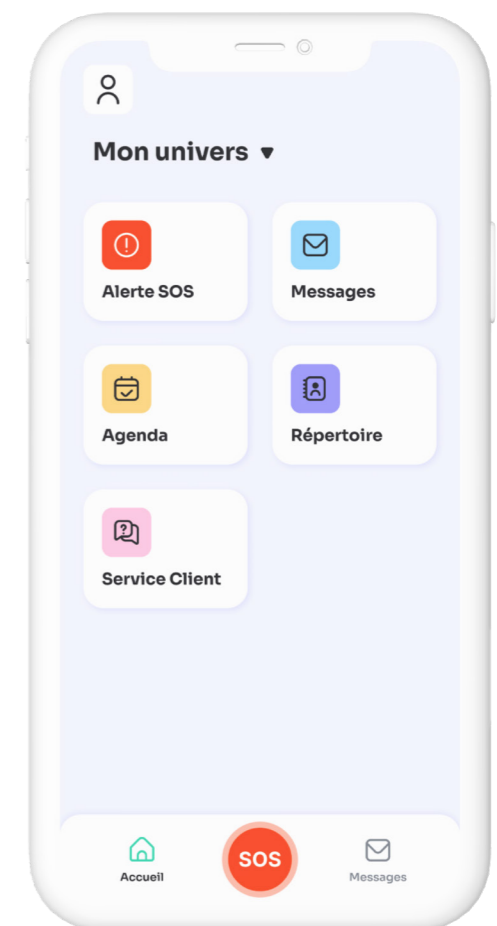 Mon univers
Alerte SOS
Messages
Agenda
Répertoire
Service Client
Accueil
SOS
Messages